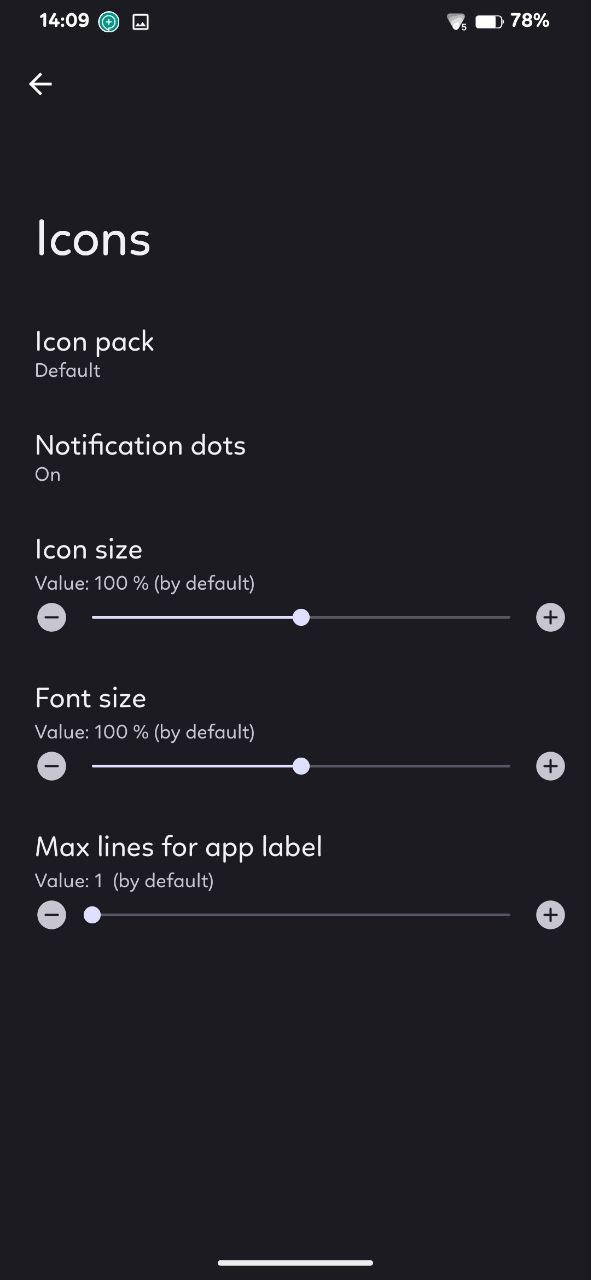 14:09 5 78%
Icons
Icon pack
Default
Notification dots
On
Icon size
Value: 100 % (by default)
Font size
Value: 100 % (by default)
Max lines for app label
Value: 1  (by default)